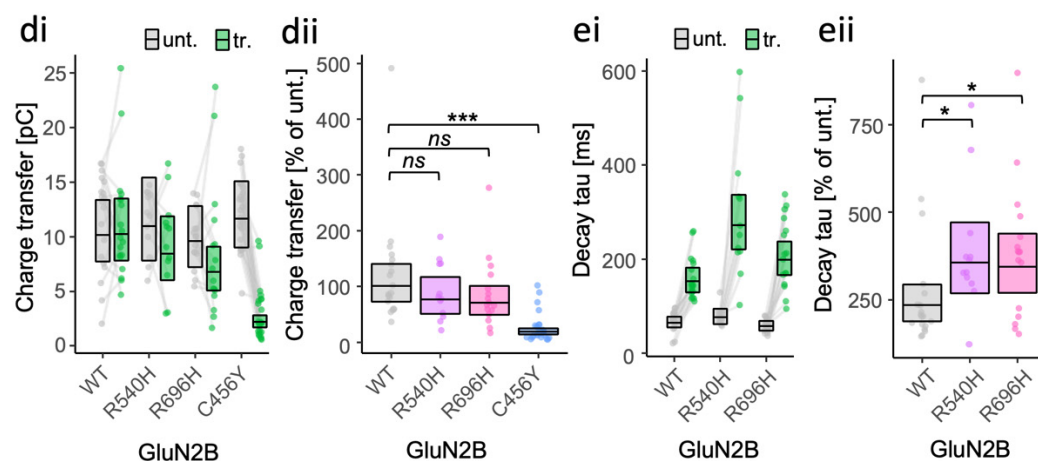 di
unt.
tr.
Charge transfer [pC]
25
20
15
10
5
0
WT
R540H
R696H
C456Y
GluN2B
dii
Charge transfer [% of unt.]
500
400
300
200
100
0
***
ns
ns
WT
R540H
R696H
C456Y
GluN2B
ei
unt.
tr.
Decay tau [ms]
600
400
200
0
WT
R540H
R696H
GluN2B
eii
Decay tau [% of unt.]
750
500
250
*
*
WT
R540H
R696H
GluN2B